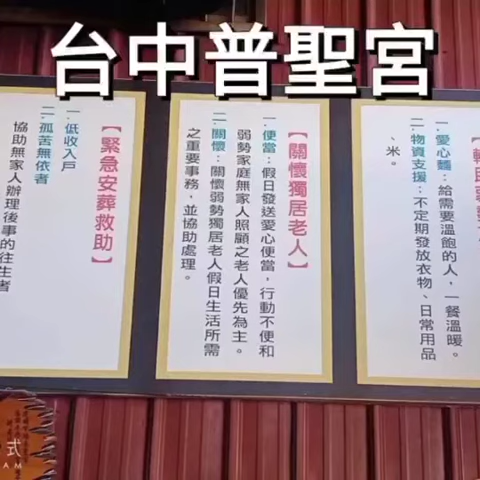 台中普聖宮
一.愛心麵：給需要溫飽的人，一餐溫暖。
二.物資支援：不定期發放衣物、日常用品
、米。
【關懷獨居老人】
一.便當：假日發送愛心便當，行動不便和
弱勢家庭無家人照顧之老人優先為主。
二.關懷：關懷弱勢獨居老人假日生活所需
之重要事務，並協助處理。
【緊急安葬救助】
一.低收入戶
二.孤苦無依者
協助無家人辦理後事的往生者
式
AM